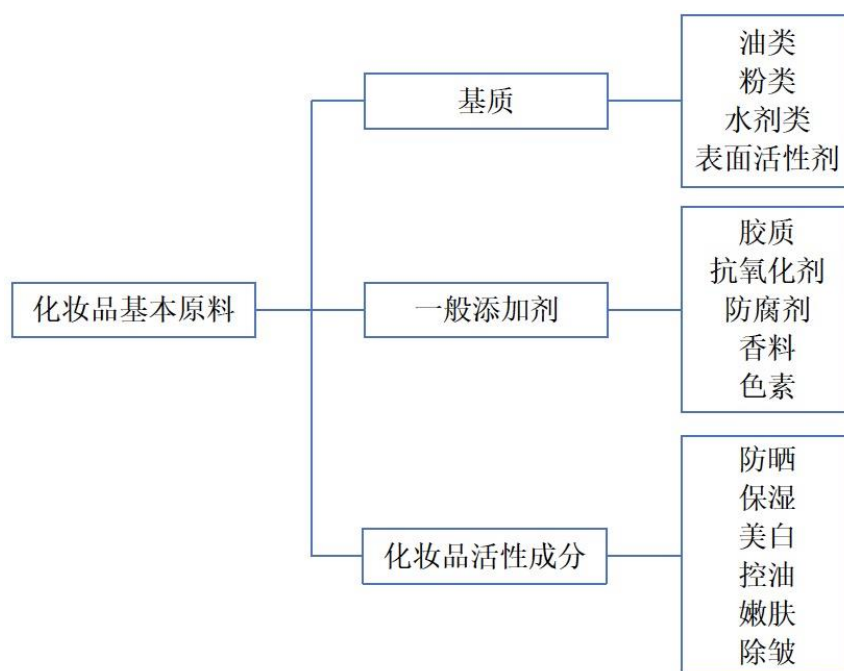 化妆品基本原料
基质
油类
粉类
水剂类
表面活性剂
一般添加剂
胶质
抗氧化剂
防腐剂
香料
色素
化妆品活性成分
防晒
保湿
美白
控油
嫩肤
除皱